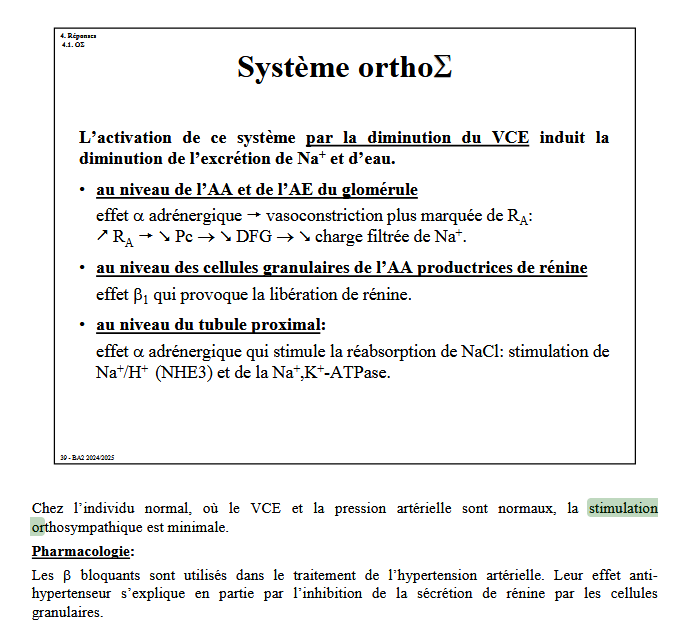 4. Réponses
4.1. OΣ
Système orthoΣ
L’activation de ce système par la diminution du VCE induit la
diminution de l’excrétion de Na⁺ et d’eau.
• au niveau de l’AA et de l’AE du glomérule
effet α adrénergique → vasoconstriction plus marquée de R_A:
↗ R_A → ↘ Pc → ↘ DFG → ↘ charge filtrée de Na⁺.
• au niveau des cellules granulaires de l’AA productrices de rénine
effet β₁ qui provoque la libération de rénine.
• au niveau du tubule proximal:
effet α adrénergique qui stimule la réabsorption de NaCl: stimulation de
Na⁺/H⁺ (NHE3) et de la Na⁺,K⁺-ATPase.
39 - BA2 2024/2025
Chez l’individu normal, où le VCE et la pression artérielle sont normaux, la stimulation
orthosympathique est minimale.
Pharmacologie:
Les β bloquants sont utilisés dans le traitement de l’hypertension artérielle. Leur effet anti-
hypertenseur s’explique en partie par l’inhibition de la sécrétion de rénine par les cellules
granulaires.